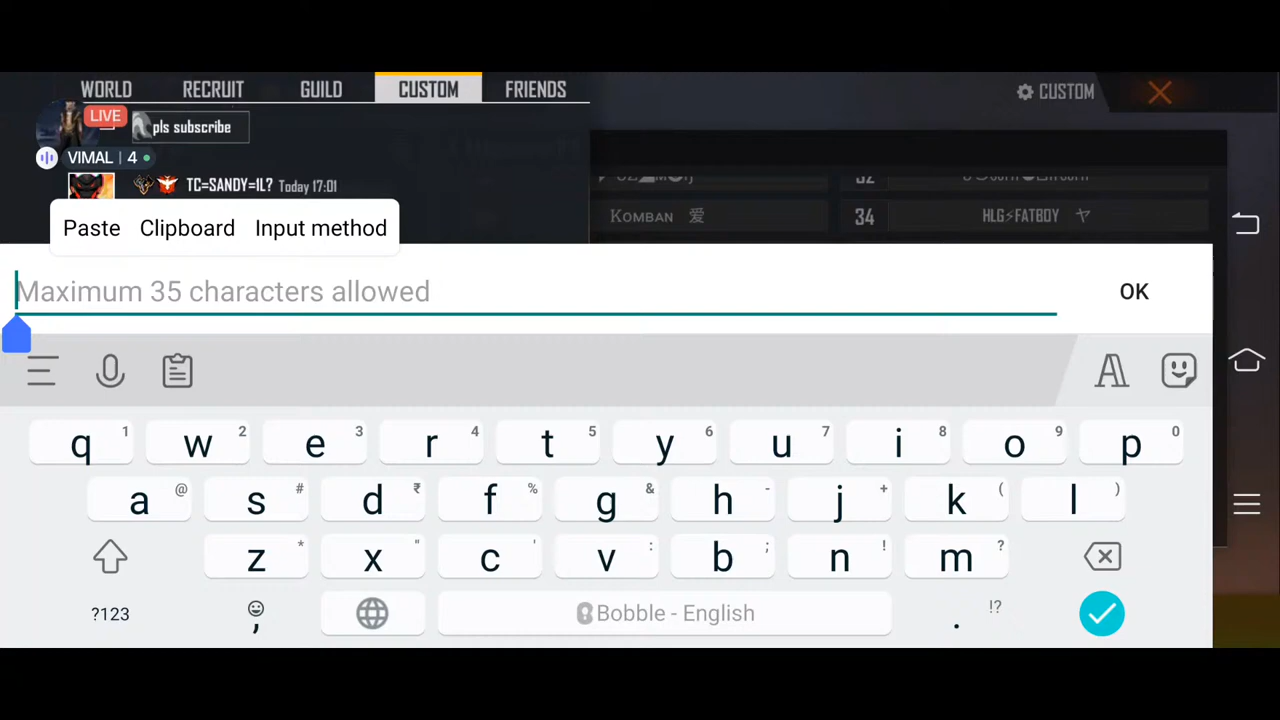 WORLD RECRUIT GUILD CUSTOM FRIENDS
CUSTOM
LIVE
pls subscribe
VIMAL | 4
TC=SANDY=IL? Today 17:01
32
KOMBAN 爱
34
HLG⚡FATBOY ヤ
Paste Clipboard Input method
Maximum 35 characters allowed
OK
q 1 w 2 e 3 r 4 t 5 y 6 u 7 i 8 o 9 p 0
a @ s # d ₹ f % g & h - j + k ( l )
z * x " c ' v : b ; n ! m ?
?123 , Bobble - English . !?